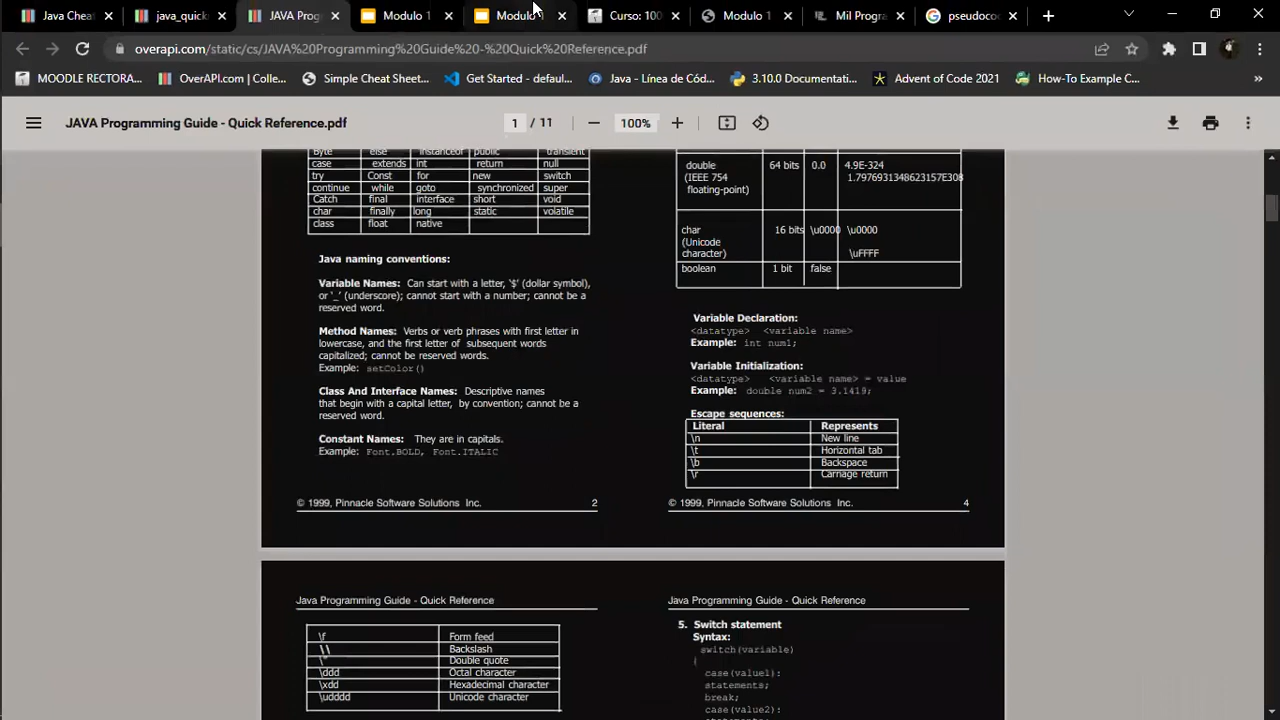 Java Chea
java_quick
JAVA Prog
Modulo 1
Modulo 1
Curso: 100
Modulo 1
Mil Progra
pseudocod
overapi.com/static/cs/JAVA%20Programming%20Guide%20-%20Quick%20Reference.pdf
MOODLE RECTORA...
OverAPI.com | Colle...
Simple Cheat Sheet...
Get Started - defaul...
Java - Línea de Cód...
3.10.0 Documentati...
Advent of Code 2021
How-To Example C...
JAVA Programming Guide - Quick Reference.pdf
1 / 11
100%
Byte else instanceof public transient
case extends int return null
try Const for new switch
continue while goto synchronized super
Catch final interface short void
char finally long static volatile
class float native
Java naming conventions:
Variable Names: Can start with a letter, '$' (dollar symbol),
or '_' (underscore); cannot start with a number; cannot be a
reserved word.
Method Names: Verbs or verb phrases with first letter in
lowercase, and the first letter of subsequent words
capitalized; cannot be reserved words.
Example: setColor()
Class And Interface Names: Descriptive names
that begin with a capital letter, by convention; cannot be a
reserved word.
Constant Names: They are in capitals.
Example: Font.BOLD, Font.ITALIC
© 1999, Pinnacle Software Solutions Inc. 2
double 64 bits 0.0 4.9E-324
(IEEE 754 1.7976931348623157E308
floating-point)
char 16 bits \u0000 \u0000
(Unicode
character) \uFFFF
boolean 1 bit false
Variable Declaration:
<datatype> <variable name>
Example: int num1;
Variable Initialization:
<datatype> <variable name> = value
Example: double num2 = 3.1419;
Escape sequences:
Literal Represents
\n New line
\t Horizontal tab
\b Backspace
\r Carriage return
© 1999, Pinnacle Software Solutions Inc. 4
Java Programming Guide - Quick Reference
\f Form feed
\\ Backslash
\" Double quote
\ddd Octal character
\xdd Hexadecimal character
\udddd Unicode character
Java Programming Guide - Quick Reference
5. Switch statement
Syntax:
switch(variable)
{
case(value1):
statements;
break;
case(value2):